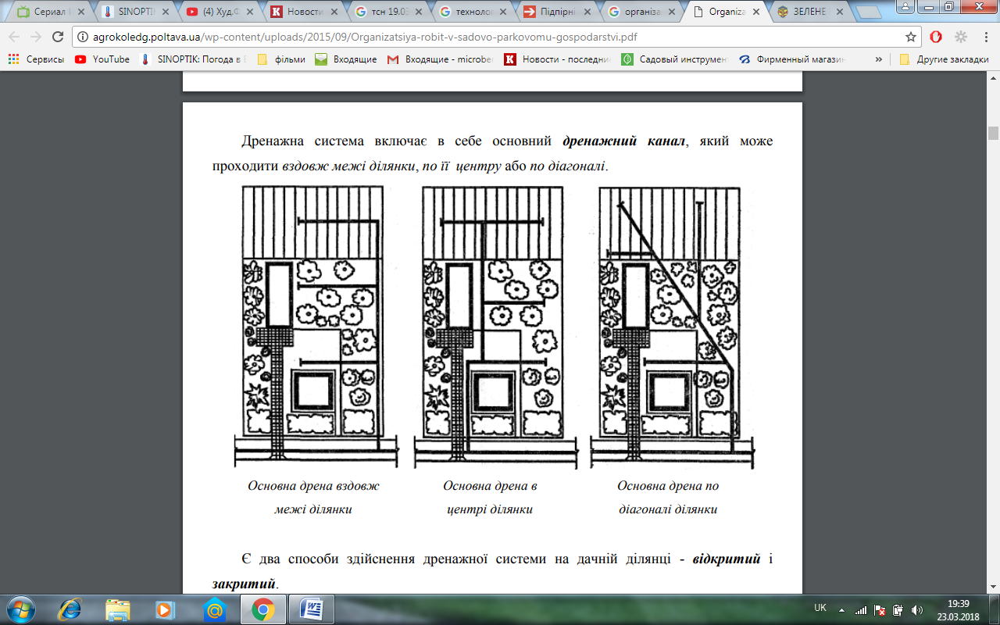 Сериал
SINOPTIK
(4) Худ.Ф
Новости
тсн 19.03
техноло
Підпірні
організа
Organiza
ЗЕЛЕНЕ
agrokoledg.poltava.ua/wp-content/uploads/2015/09/Organizatsiya-robit-v-sadovo-parkovomu-gospodarstvi.pdf
Сервисы YouTube SINOPTIK: Погода в фільми Входящие Входящие - microbe Новости - последни Садовый инструмен Фирменный магазин » Другие закладки
Дренажна система включає в себе основний дренажний канал, який може
проходити вздовж межі ділянки, по її центру або по діагоналі.
Основна дрена вздовж
межі ділянки
Основна дрена в
центрі ділянки
Основна дрена по
діагоналі ділянки
Є два способи здійснення дренажної системи на дачній ділянці - відкритий і
закритий.
UK
19:39
23.03.2018